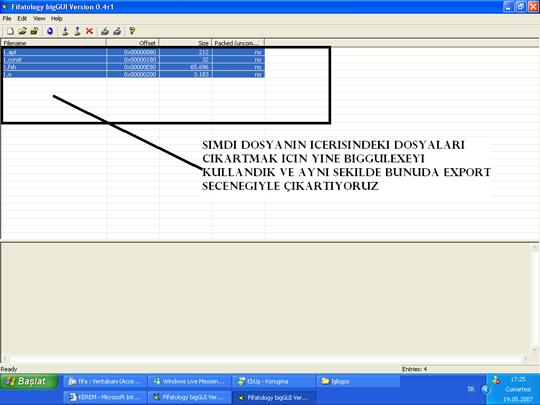 Fifatology bigGUI Version 0.4r1
File Edit View Help
Filename Offset Size Packed (uncom...
1.apt 0x00000080 212 no
1.const 0x00000180 32 no
1.fsh 0x00000E80 65.696 no
1.o 0x00000200 3.183 no
SIMDI DOSYANIN ICERISINDEKI DOSYALARI
CIKARTMAK ICIN YINE BIGGUI.EXEYI
KULLANDIK VE AYNI SEKILDE BUNUDA EXPORT
SECENEGIYLE ÇIKARTIYORUZ
Ready Entries: 4
Başlat
fifa : Veritabanı (Acce...
Windows Live Messen...
EbUş - Konuşma
lglogos
KEREM - Microsoft Int...
Fifatology bigGUI Ver...
Fifatology bigGUI Ver...
TR
17:25
Cumartesi
19.05.2007